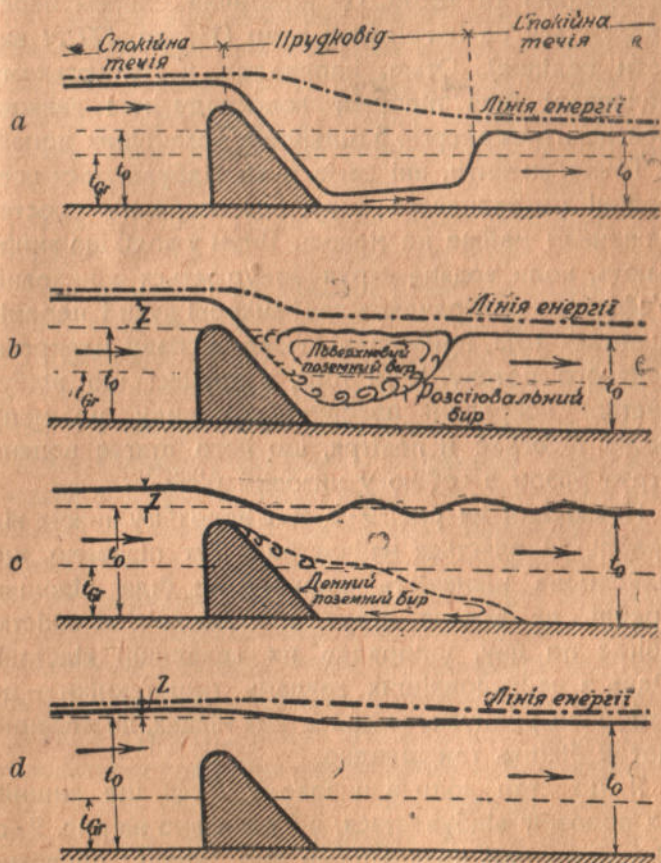 Спокійна течія
Прудковід
Спокійна течія
Лінія енергії
a
t₀
t_Gr
t₀
Z
Лінія енергії
b
Поверхневий
поземний вир
Розсіювальний
вир
t₀
t_Gr
t₀
Z
c
t₀
t_Gr
Денний
поземний вир
t₀
Z
Лінія енергії
d
t₀
t_Gr
t₀